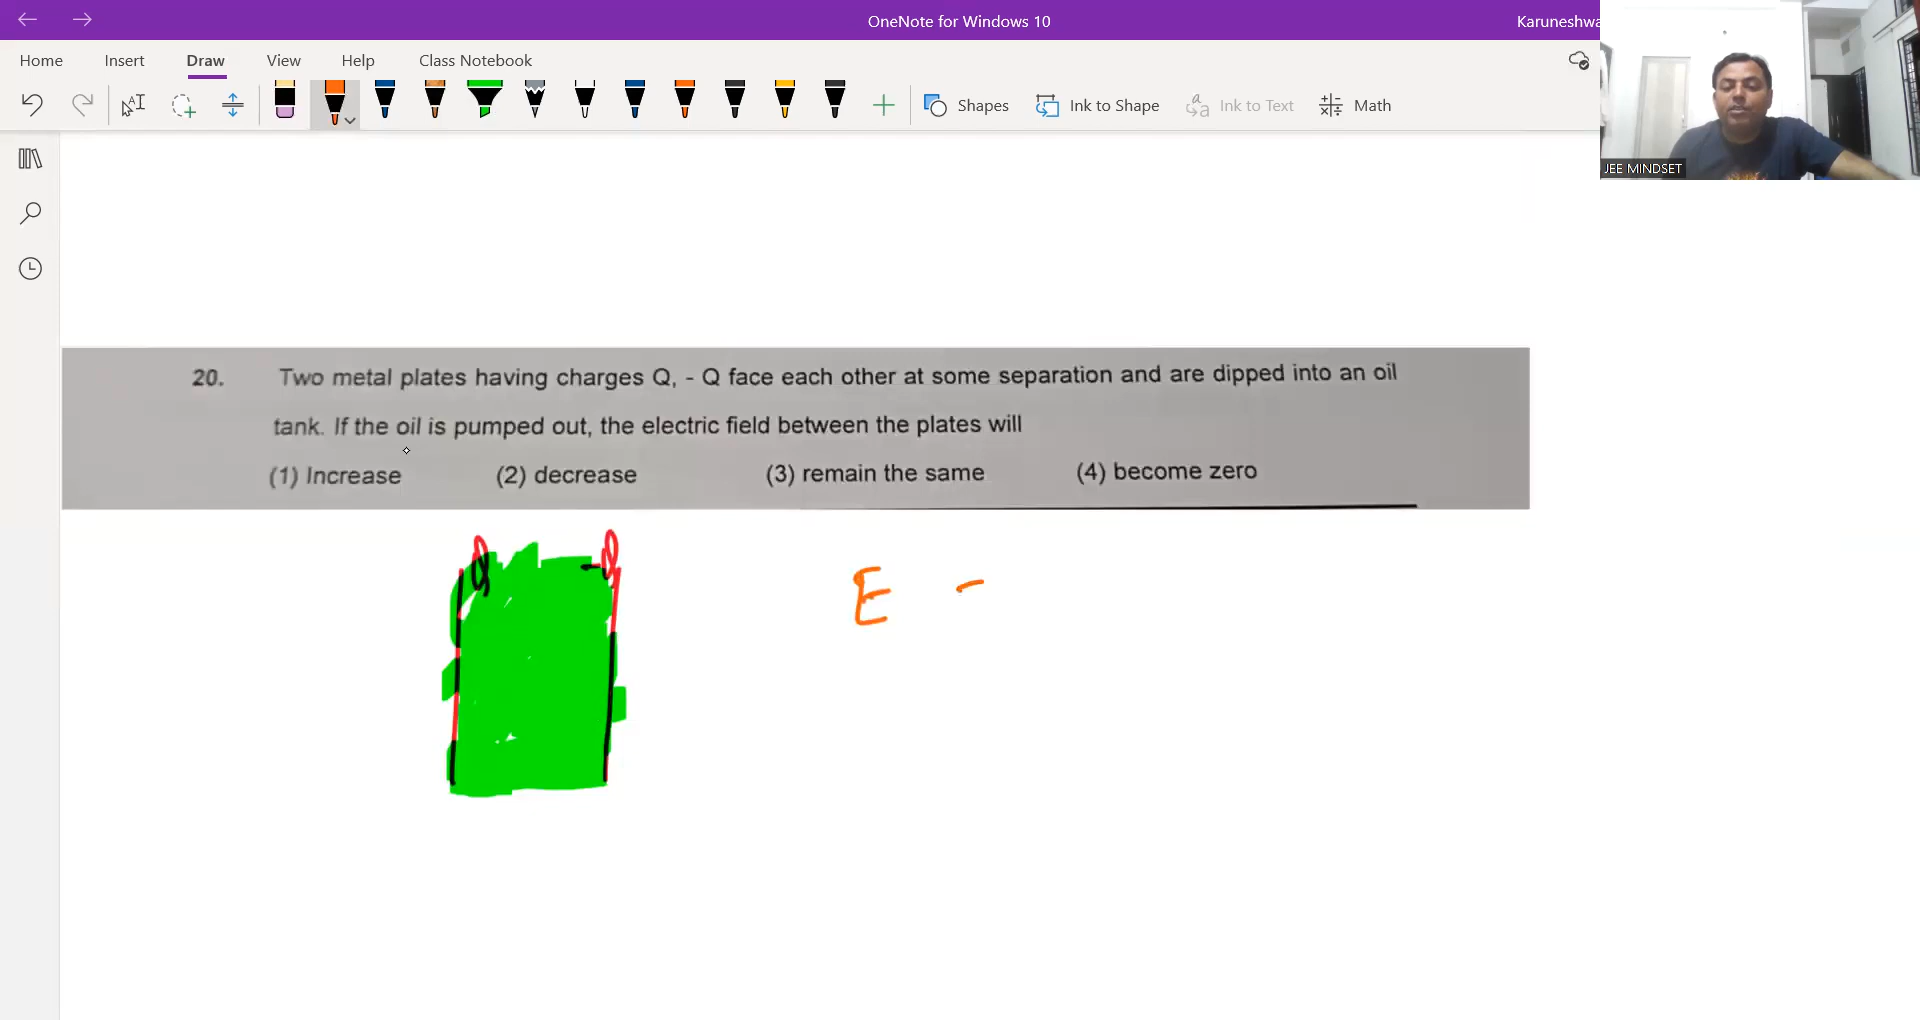 OneNote for Windows 10
Karuneshwa
Home Insert Draw View Help Class Notebook
Shapes Ink to Shape Ink to Text Math
JEE MINDSET
20. Two metal plates having charges Q, - Q face each other at some separation and are dipped into an oil
tank. If the oil is pumped out, the electric field between the plates will
(1) Increase (2) decrease (3) remain the same (4) become zero
Q -Q
E -